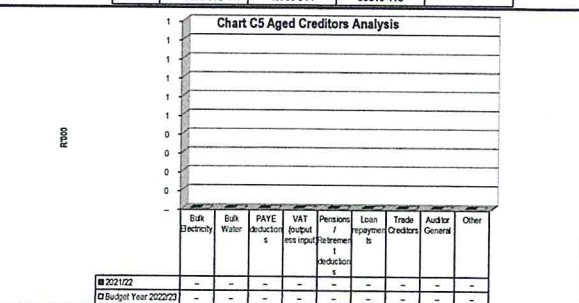 Chart C5 Aged Creditors Analysis
1
1
1
1
1
1
0
0
0
0
–
R'000
Bulk Electricity
Bulk Water
PAYE deductions
VAT (output less input)
Pensions / Retirement deductions
Loan repayments
Trade Creditors
Auditor General
Other
2021/22 – – – – – – – – –
Budget Year 2022/23 – – – – – – – – –